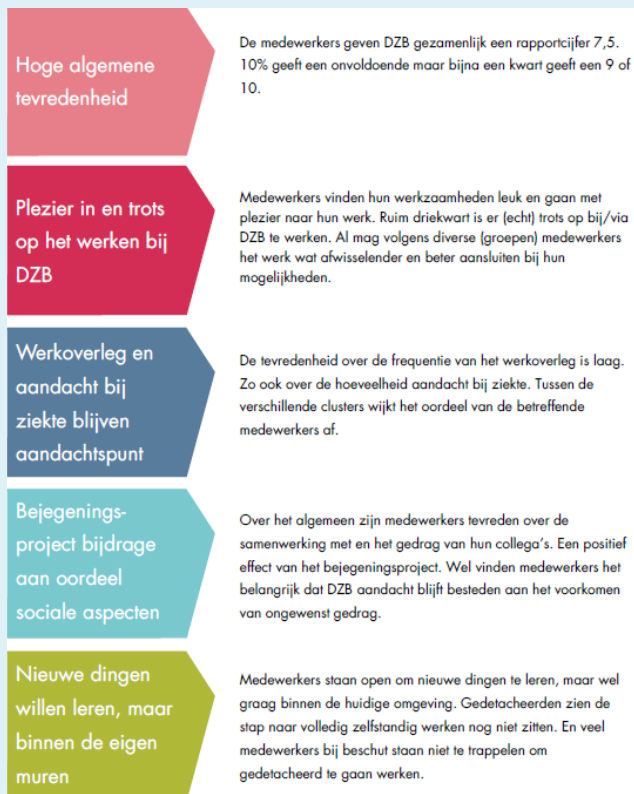 Hoge algemene
tevredenheid
De medewerkers geven DZB gezamenlijk een rapportcijfer 7,5.
10% geeft een onvoldoende maar bijna een kwart geeft een 9 of
10.
Plezier in en trots
op het werken bij
DZB
Medewerkers vinden hun werkzaamheden leuk en gaan met
plezier naar hun werk. Ruim driekwart is er (echt) trots op bij/via
DZB te werken. Al mag volgens diverse (groepen) medewerkers
het werk wat afwisselender en beter aansluiten bij hun
mogelijkheden.
Werkoverleg en
aandacht bij
ziekte blijven
aandachtspunt
De tevredenheid over de frequentie van het werkoverleg is laag.
Zo ook over de hoeveelheid aandacht bij ziekte. Tussen de
verschillende clusters wijkt het oordeel van de betreffende
medewerkers af.
Bejegenings-
project bijdrage
aan oordeel
sociale aspecten
Over het algemeen zijn medewerkers tevreden over de
samenwerking met en het gedrag van hun collega's. Een positief
effect van het bejegeningsproject. Wel vinden medewerkers het
belangrijk dat DZB aandacht blijft besteden aan het voorkomen
van ongewenst gedrag.
Nieuwe dingen
willen leren, maar
binnen de eigen
muren
Medewerkers staan open om nieuwe dingen te leren, maar wel
graag binnen de huidige omgeving. Gedetacheerden zien de
stap naar volledig zelfstandig werken nog niet zitten. En veel
medewerkers bij beschut staan niet te trappelen om
gedetacheerd te gaan werken.